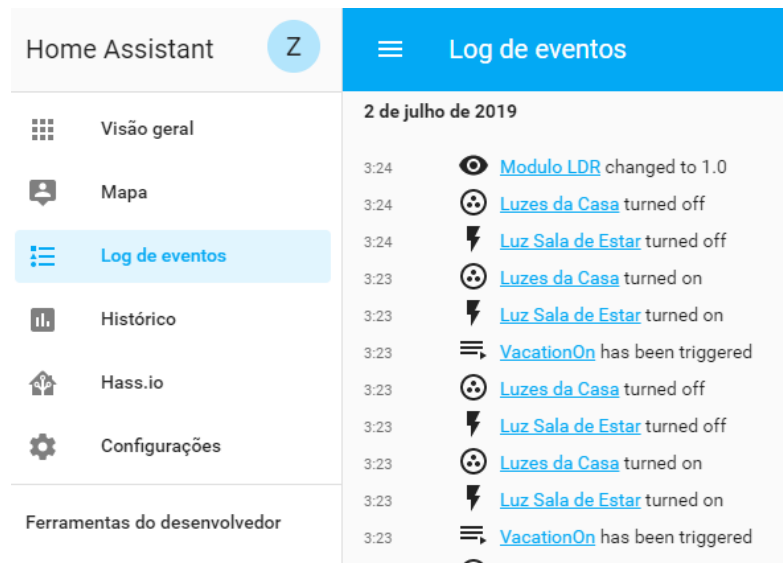 Home Assistant
Z
Visão geral
Mapa
Log de eventos
Histórico
Hass.io
Configurações
Ferramentas do desenvolvedor
Log de eventos
2 de julho de 2019
3:24 Modulo LDR changed to 1.0
3:24 Luzes da Casa turned off
3:24 Luz Sala de Estar turned off
3:23 Luzes da Casa turned on
3:23 Luz Sala de Estar turned on
3:23 VacationOn has been triggered
3:23 Luzes da Casa turned off
3:23 Luz Sala de Estar turned off
3:23 Luzes da Casa turned on
3:23 Luz Sala de Estar turned on
3:23 VacationOn has been triggered